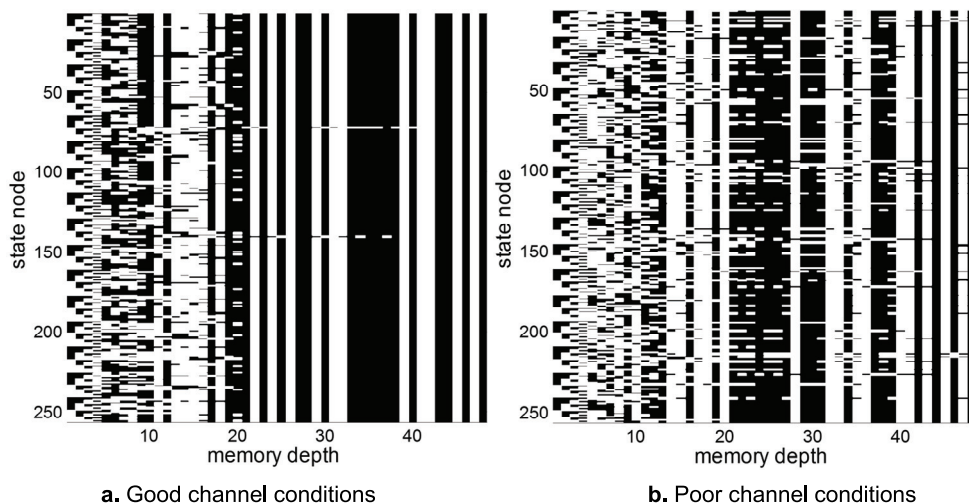 50
100
150
200
250
state node
10 20 30 40
memory depth
a. Good channel conditions
50
100
150
200
250
state node
10 20 30 40
memory depth
b. Poor channel conditions